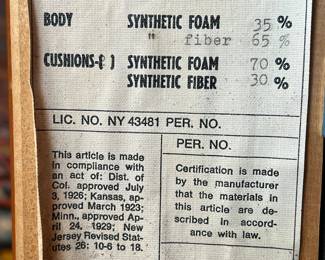 BODY SYNTHETIC FOAM 35 %
" fiber 65 %
CUSHIONS-( ) SYNTHETIC FOAM 70 %
SYNTHETIC FIBER 30 %
LIC. NO. NY 43481 PER. NO.
This article is made
in compliance with
an act of: Dist. of
Col. approved July
3, 1926; Kansas, ap-
proved March 1923;
Minn., approved Ap-
ril 24, 1929; New
Jersey Revised Stat-
utes 26: 10-6 to 18.
PER. NO.
Certification is made
by the manufacturer
that the materials in
this article are de-
scribed in accord-
ance with law.